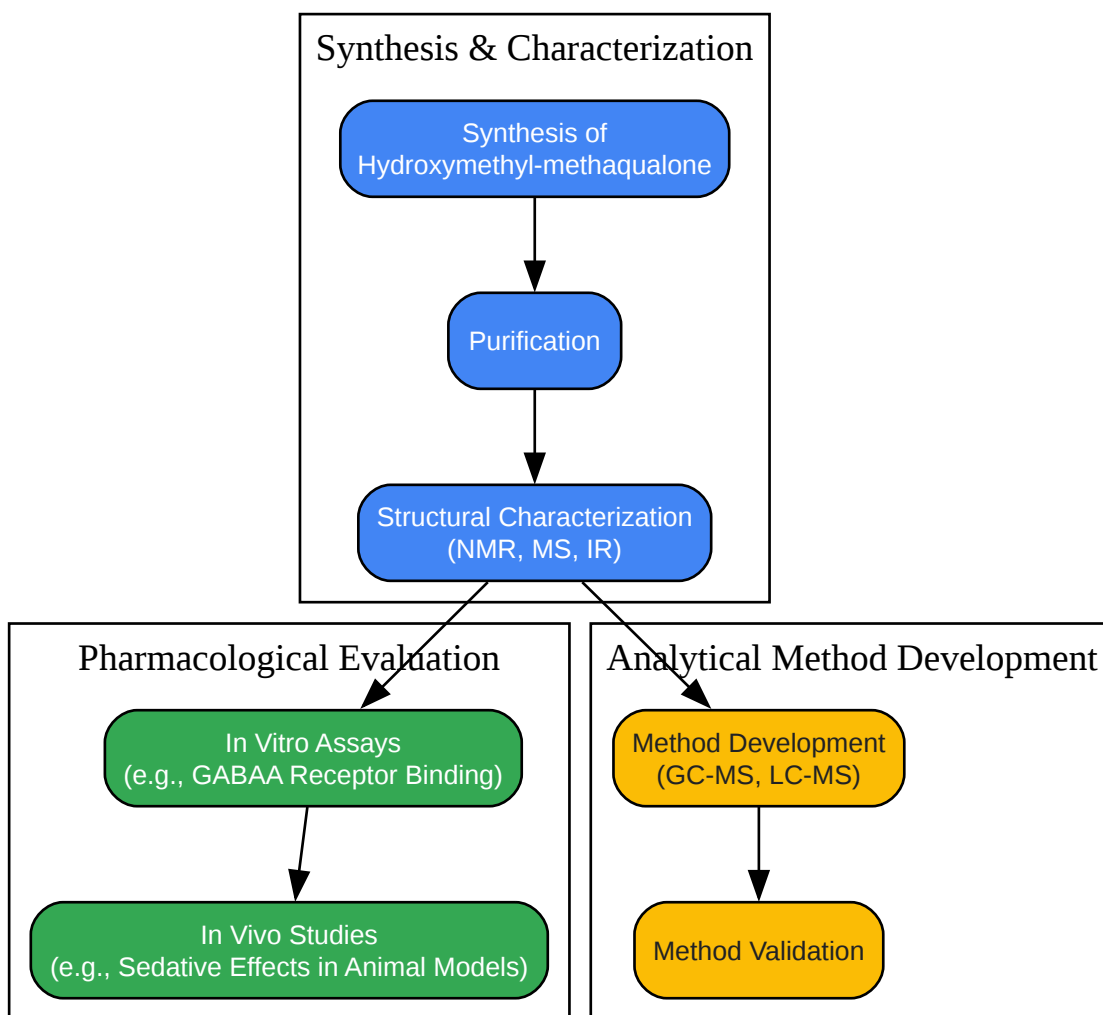 Synthesis & Characterization
Synthesis of
Hydroxymethyl-methaqualone
Purification
Structural Characterization
(NMR, MS, IR)
Pharmacological Evaluation
In Vitro Assays
(e.g., GABAA Receptor Binding)
In Vivo Studies
(e.g., Sedative Effects in Animal Models)
Analytical Method Development
Method Development
(GC-MS, LC-MS)
Method Validation